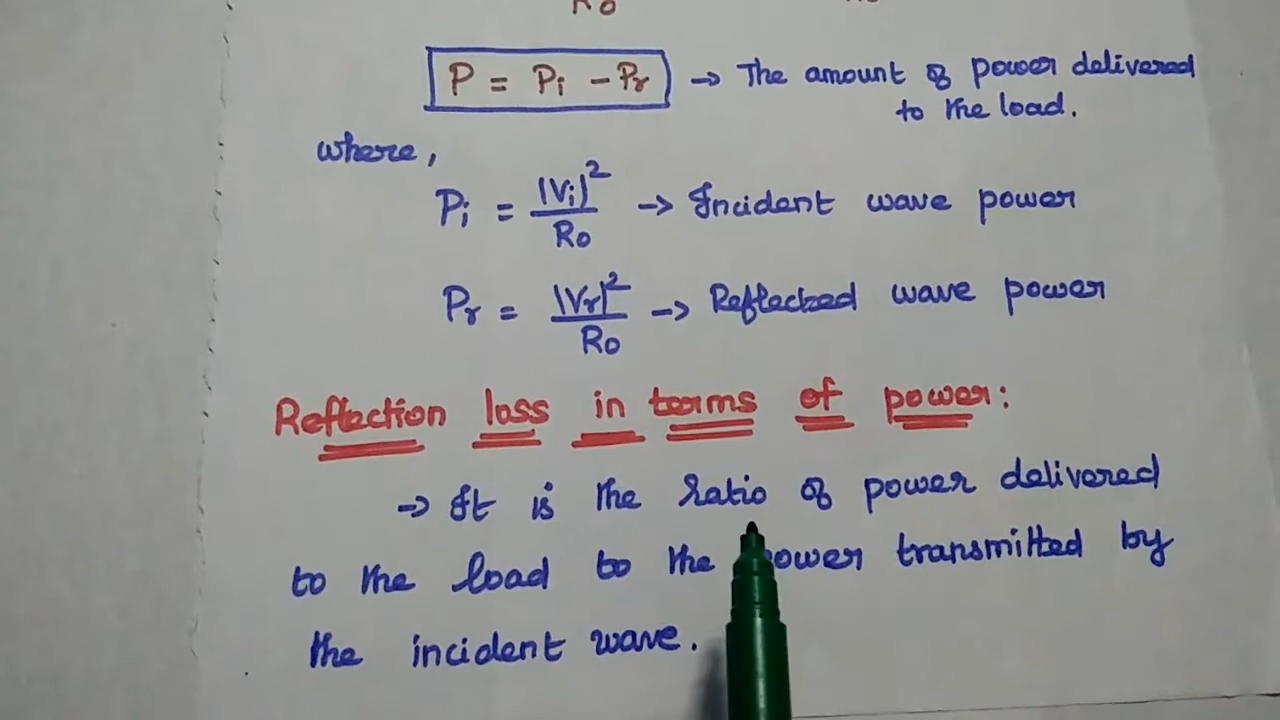 R₀
P = Pi - Pr → The amount of power delivered
to the load.
where,
Pi = |Vi|² / R₀ → Incident wave power
Pr = |Vr|² / R₀ → Reflected wave power
Reflection loss in terms of power:
→ It is the ratio of power delivered
to the load to the power transmitted by
the incident wave.